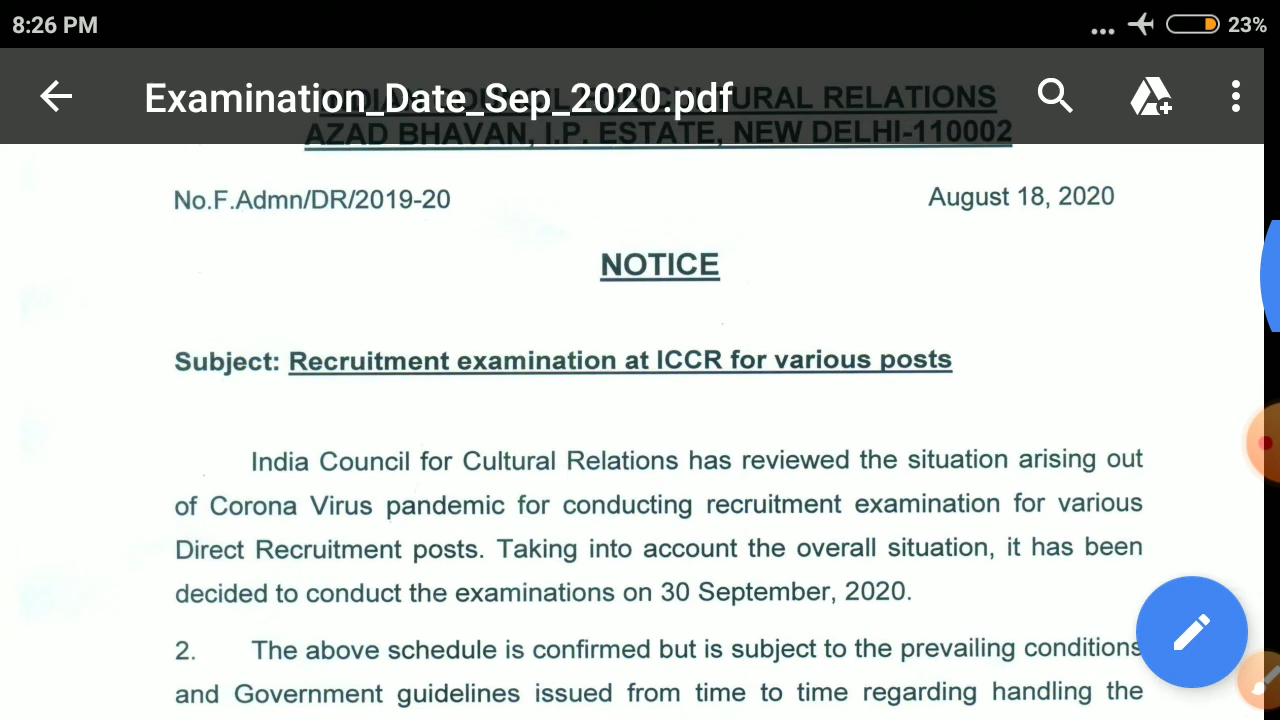 8:26 PM
23%
Examination_Date_Sep_2020.pdf
URAL RELATIONS
AZAD BHAVAN, I.P. ESTATE, NEW DELHI-110002
No.F.Admn/DR/2019-20
August 18, 2020
NOTICE
Subject: Recruitment examination at ICCR for various posts
India Council for Cultural Relations has reviewed the situation arising out
of Corona Virus pandemic for conducting recruitment examination for various
Direct Recruitment posts. Taking into account the overall situation, it has been
decided to conduct the examinations on 30 September, 2020.
2. The above schedule is confirmed but is subject to the prevailing conditions
and Government guidelines issued from time to time regarding handling the